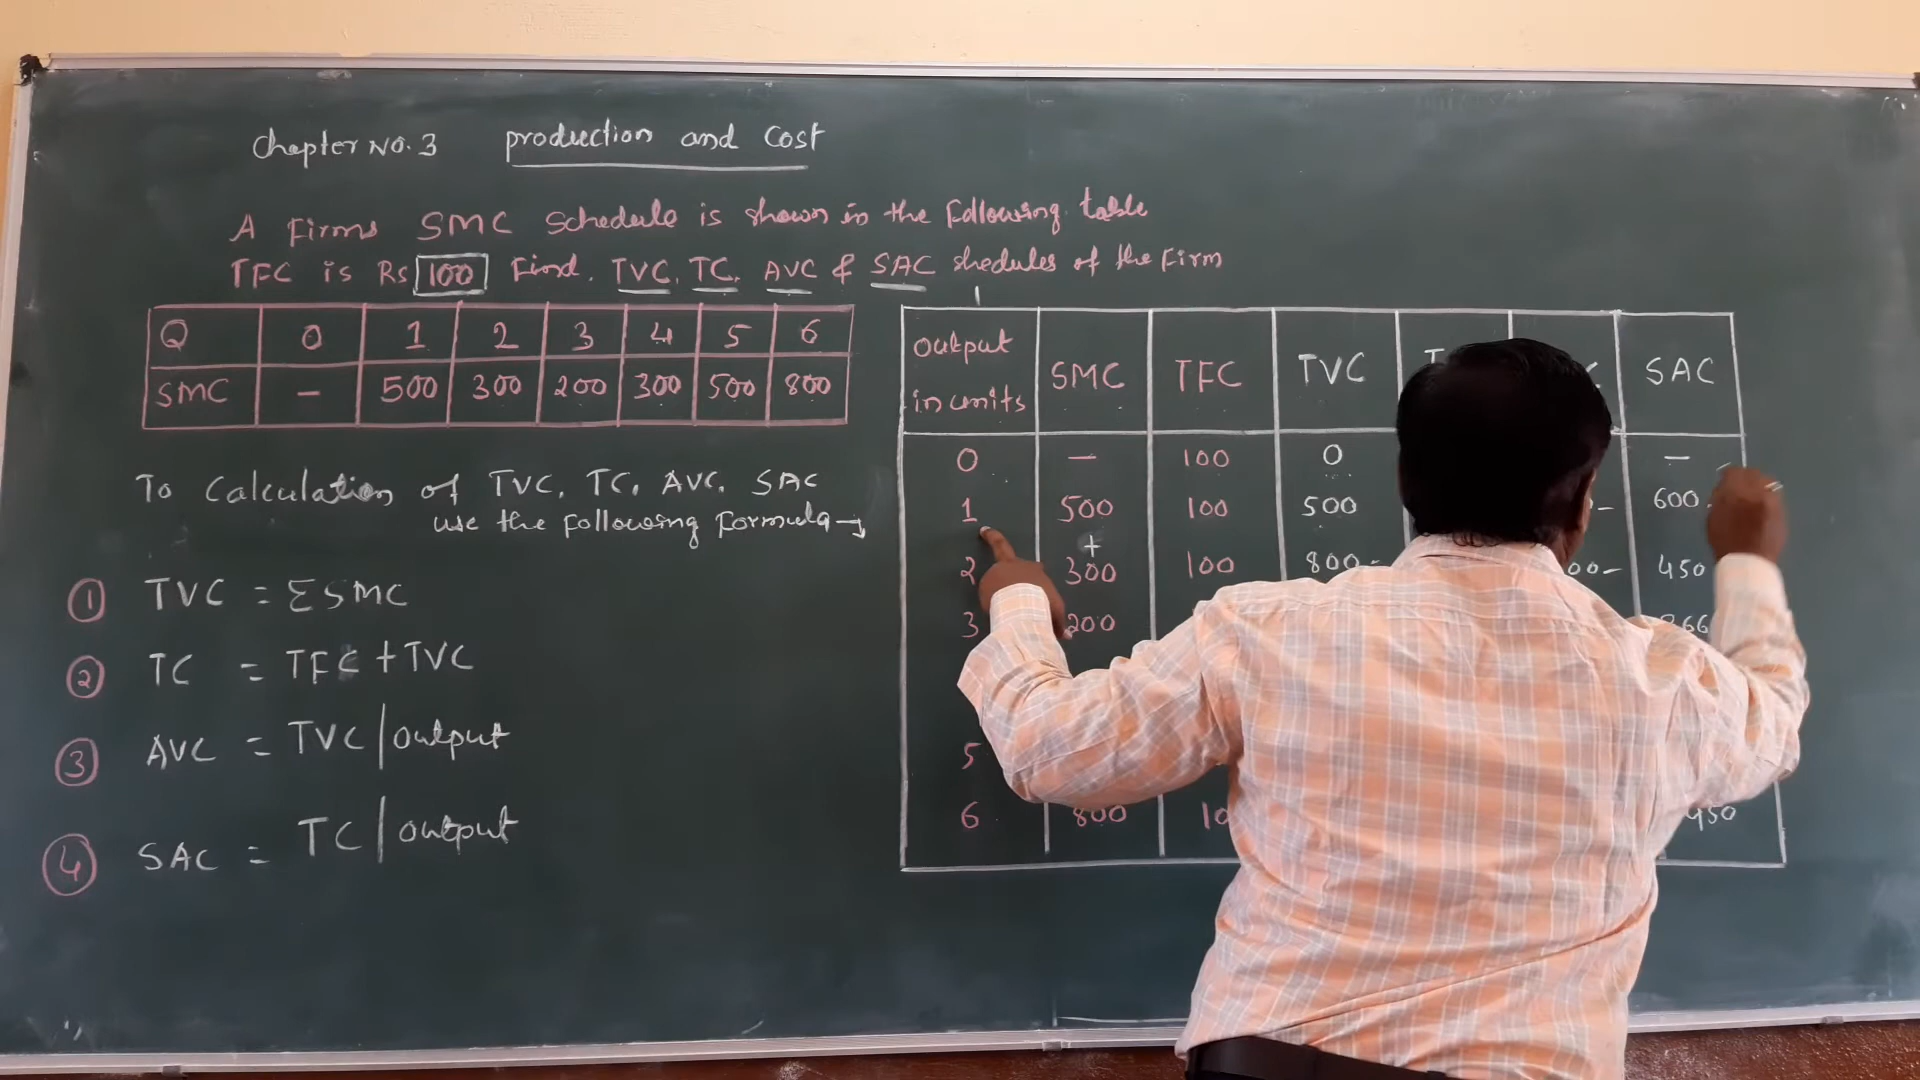 Chapter No. 3 production and Cost
A Firms SMC Schedule is shown in the following table
TFC is Rs 100 Find. TVC, TC, AVC & SAC shedules of the Firm
Q 0 1 2 3 4 5 6
SMC — 500 300 200 300 500 800
To Calculation of TVC, TC, AVC, SAC
use the following formula →
① TVC = ΣSMC
② TC = TFC + TVC
③ AVC = TVC | output
④ SAC = TC | output
output in units SMC TFC TVC SAC
0 — 100 0 —
1 500 100 500 600
+
2 300 100 800 450
3 200
5
6 800 450